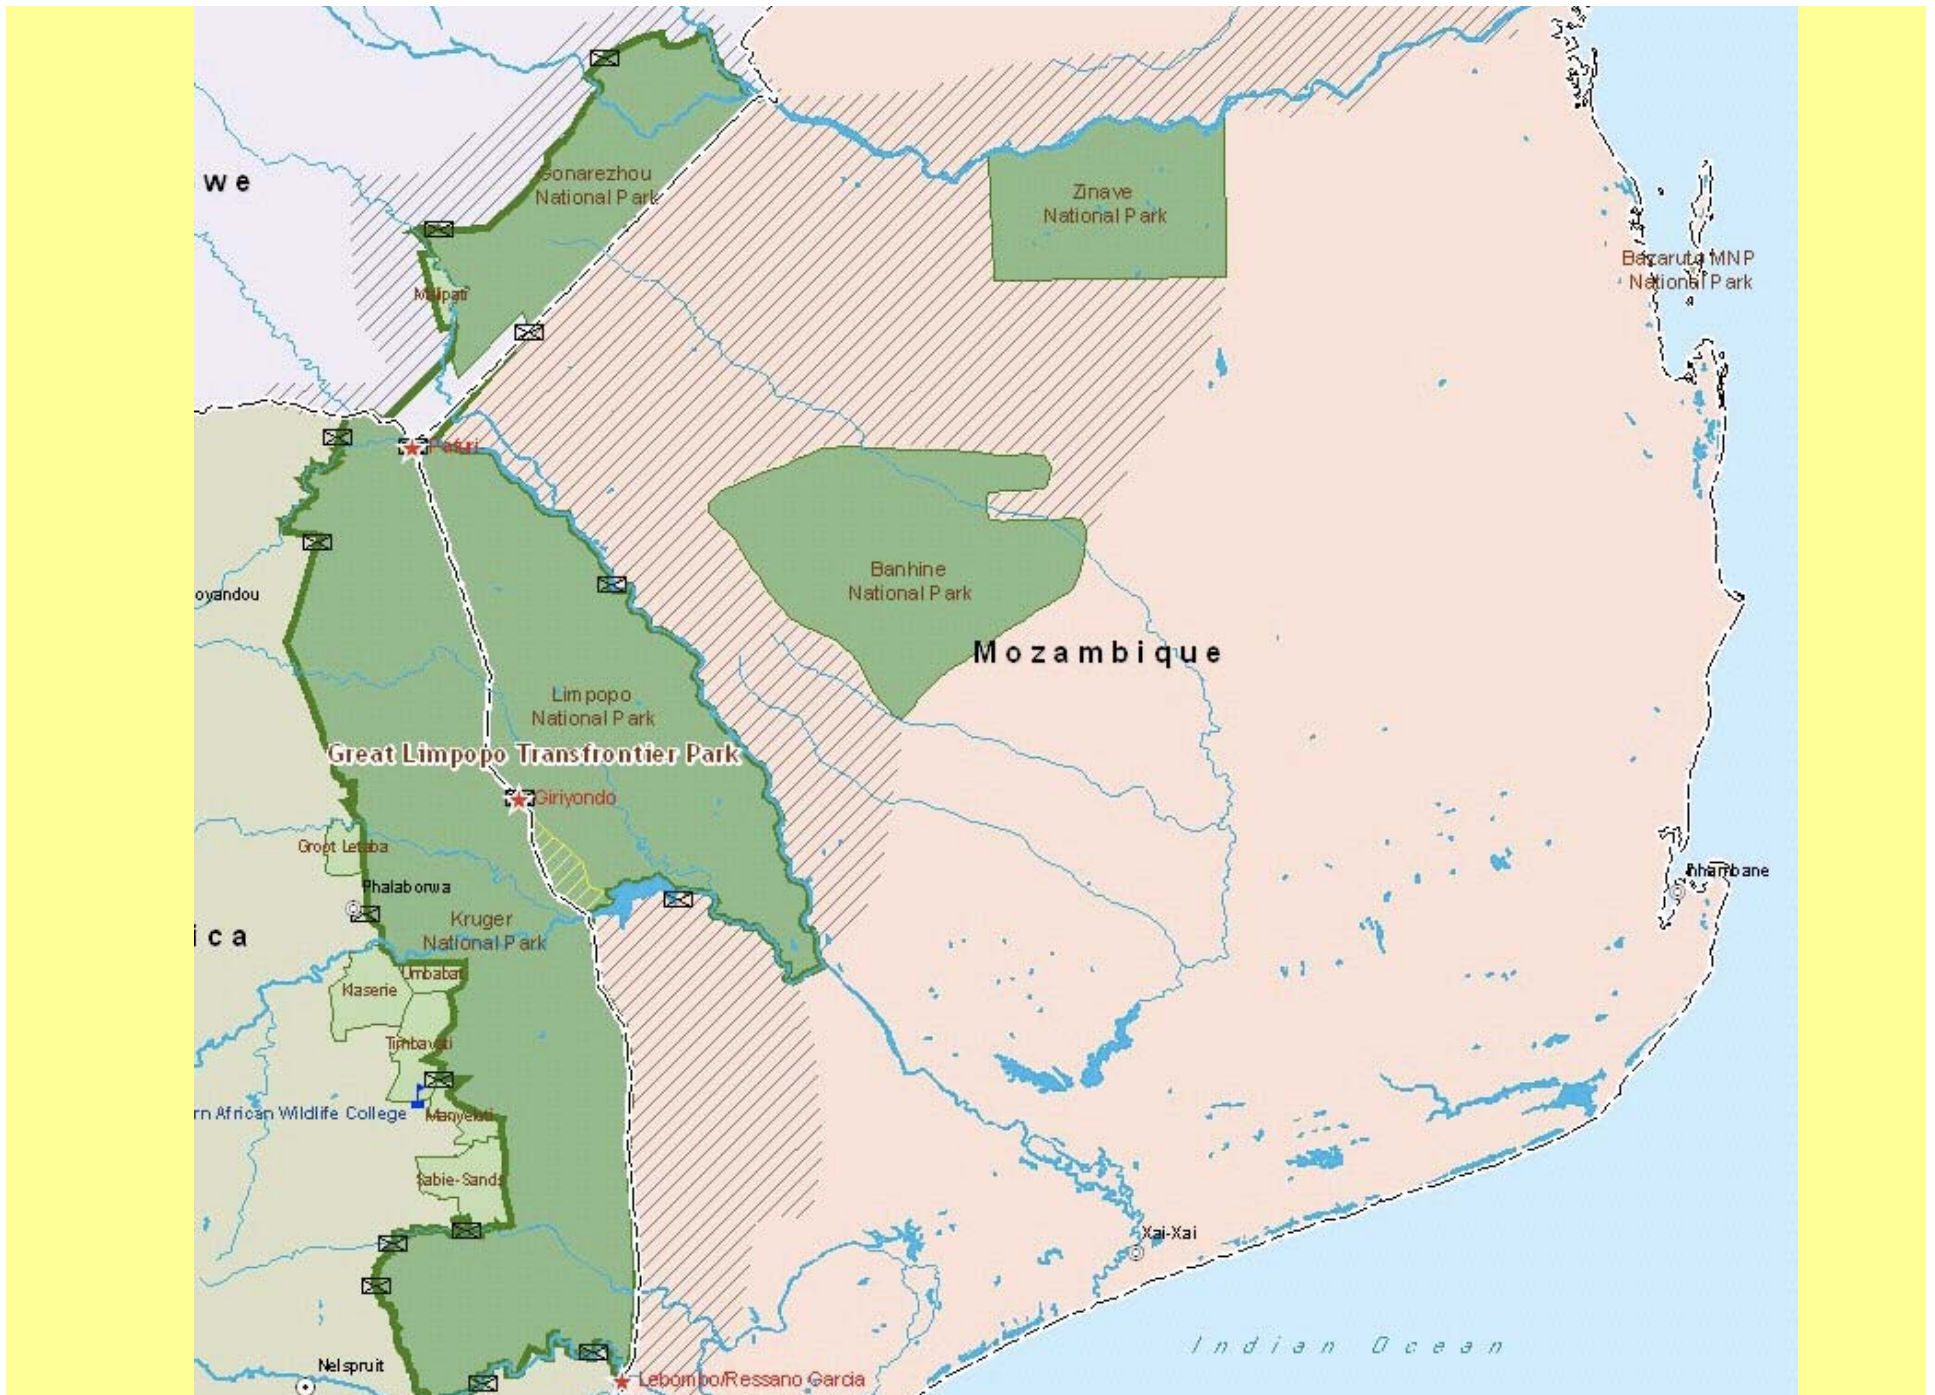 we
Gonarezhou
National Park
Zinave
National Park
Bazaruto MNP
National Park
Malipati
Pafuri
Banhine
National Park
oyandou
Mozambique
Limpopo
National Park
Great Limpopo Transfrontier Park
Giriyondo
Groot Letaba
Phalaborwa
Inhambane
Kruger
National Park
ica
Umbabat
Klaserie
Timbavati
rn African Wildlife College
Manyeleti
Sabie-Sands
Xai-Xai
Indian Ocean
Nelspruit
Lebombo/Ressano Garcia